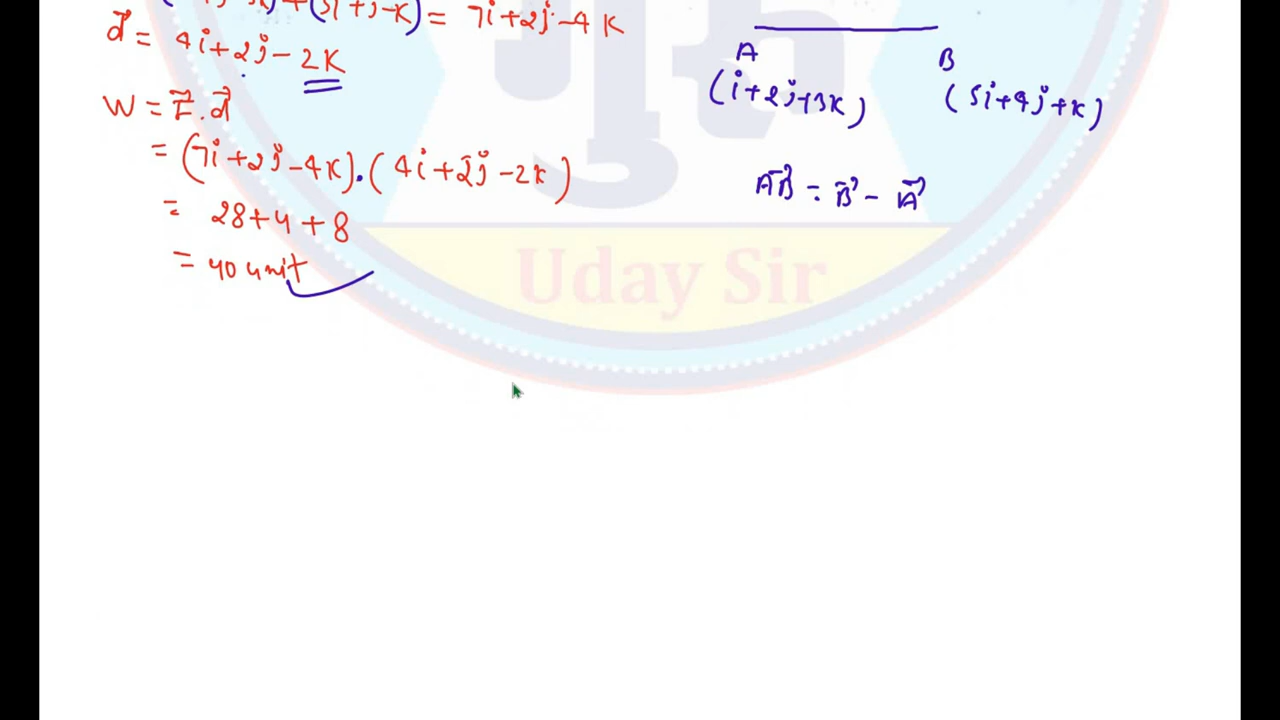 +(3i+j-k) = 7i+2j-4k
d⃗ = 4i+2j-2k
W = F⃗.d⃗
= (7i+2j-4k).(4i+2j-2k)
= 28+4+8
= 40 unit
A B
(i+2j+3k) (5i+4j+k)
AB⃗ = B⃗ - A⃗
Uday Sir